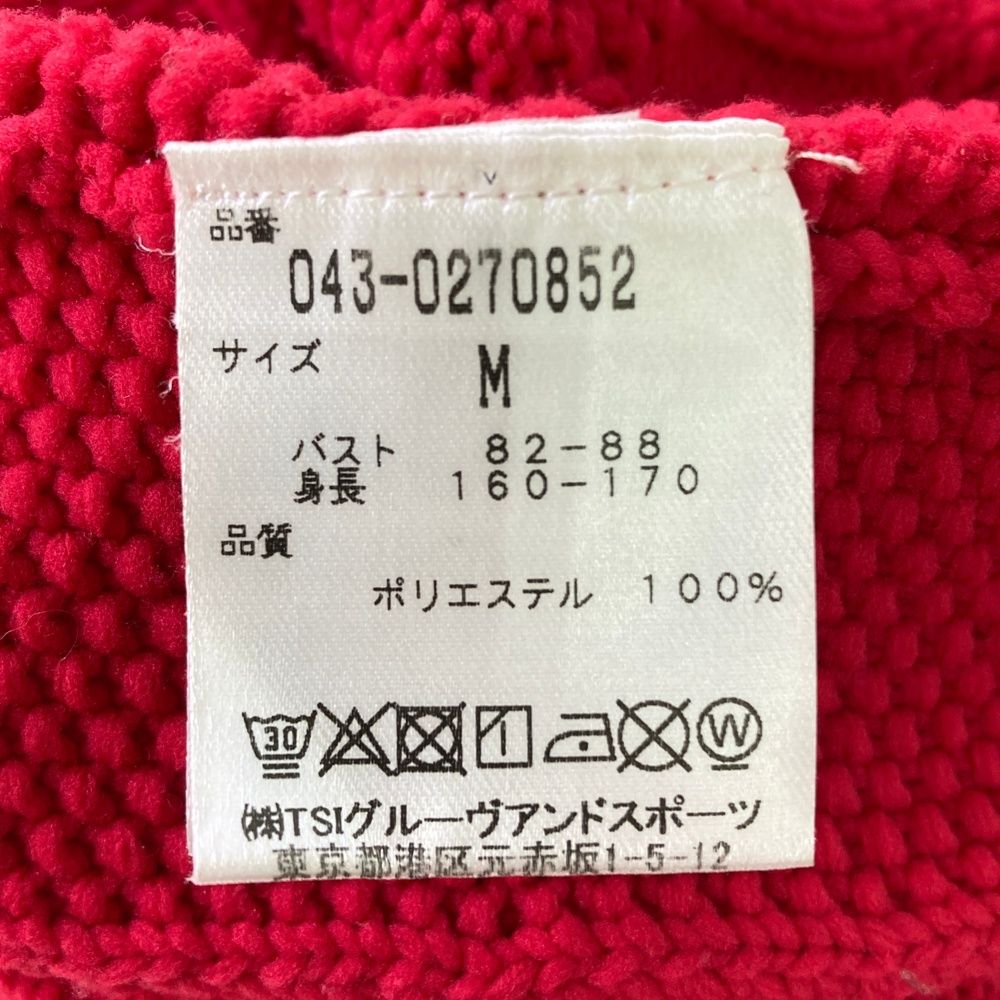 品番
043-0270852
サイズ M
バスト 82-88
身長 160-170
品質
ポリエステル 100%
30 W
㈱TSIグルーヴアンドスポーツ
東京都港区元赤坂1-5-12